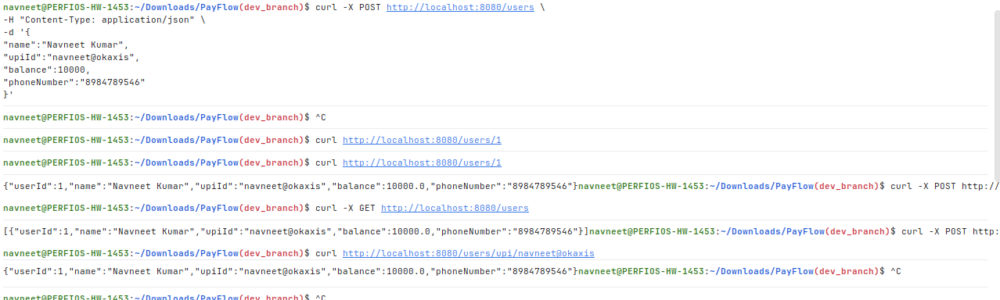 navneet@PERFIOS-HW-1453:~/Downloads/PayFlow(dev_branch)$ curl -X POST http://localhost:8080/users \
-H "Content-Type: application/json" \
-d '{
"name":"Navneet Kumar",
"upiId":"navneet@okaxis",
"balance":10000,
"phoneNumber":"8984789546"
}'
navneet@PERFIOS-HW-1453:~/Downloads/PayFlow(dev_branch)$ ^C
navneet@PERFIOS-HW-1453:~/Downloads/PayFlow(dev_branch)$ curl http://localhost:8080/users/1
navneet@PERFIOS-HW-1453:~/Downloads/PayFlow(dev_branch)$ curl http://localhost:8080/users/1
{"userId":1,"name":"Navneet Kumar","upiId":"navneet@okaxis","balance":10000.0,"phoneNumber":"8984789546"}navneet@PERFIOS-HW-1453:~/Downloads/PayFlow(dev_branch)$ curl -X POST http://
navneet@PERFIOS-HW-1453:~/Downloads/PayFlow(dev_branch)$ curl -X GET http://localhost:8080/users
[{"userId":1,"name":"Navneet Kumar","upiId":"navneet@okaxis","balance":10000.0,"phoneNumber":"8984789546"}]navneet@PERFIOS-HW-1453:~/Downloads/PayFlow(dev_branch)$ curl -X POST http:
navneet@PERFIOS-HW-1453:~/Downloads/PayFlow(dev_branch)$ curl http://localhost:8080/users/upi/navneet@okaxis
{"userId":1,"name":"Navneet Kumar","upiId":"navneet@okaxis","balance":10000.0,"phoneNumber":"8984789546"}navneet@PERFIOS-HW-1453:~/Downloads/PayFlow(dev_branch)$ ^C
navneet@PERFIOS-HW-1453:~/Downloads/PayFlow(dev_branch)$ ^C